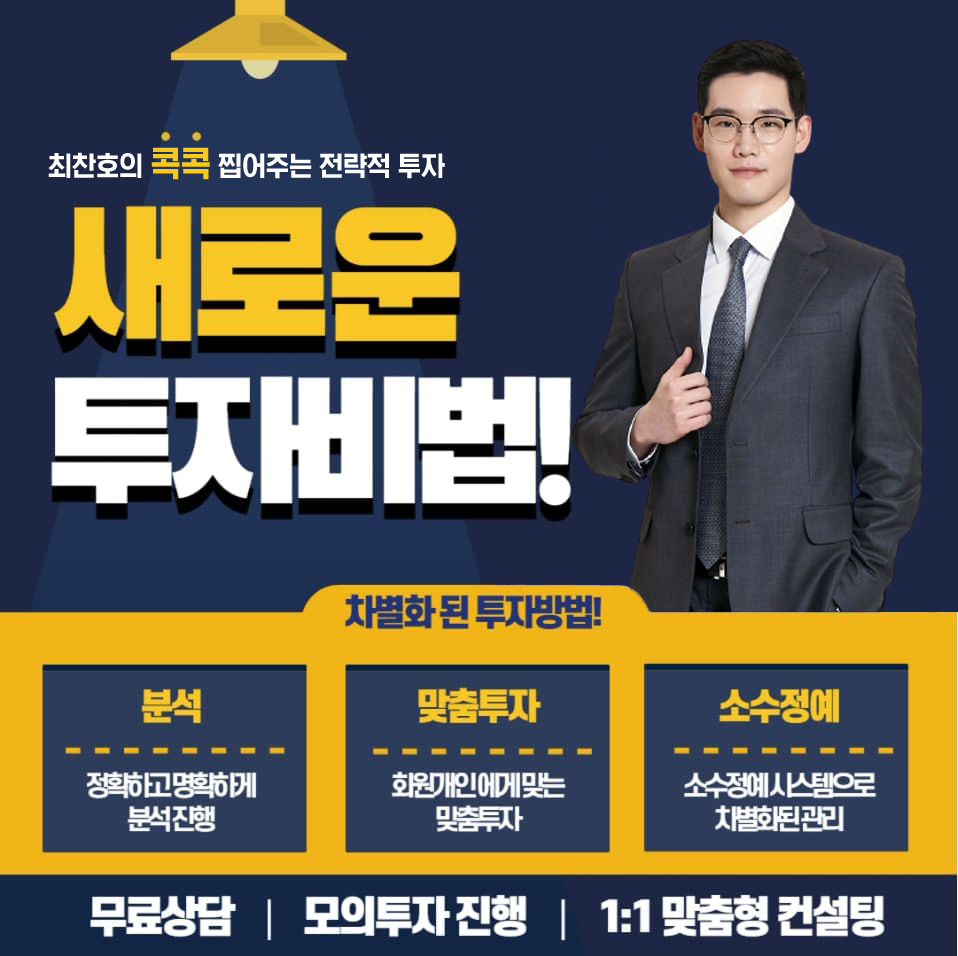 최찬호의 콕콕 찝어주는 전략적 투자
새로운
투자비법!
차별화 된 투자방법!
분석
정확하고 명확하게
분석 진행
맞춤투자
회원개인에게 맞는
맞춤투자
소수정예
소수정예 시스템으로
차별화된 관리
무료상담 | 모의투자 진행 | 1:1 맞춤형 컨설팅